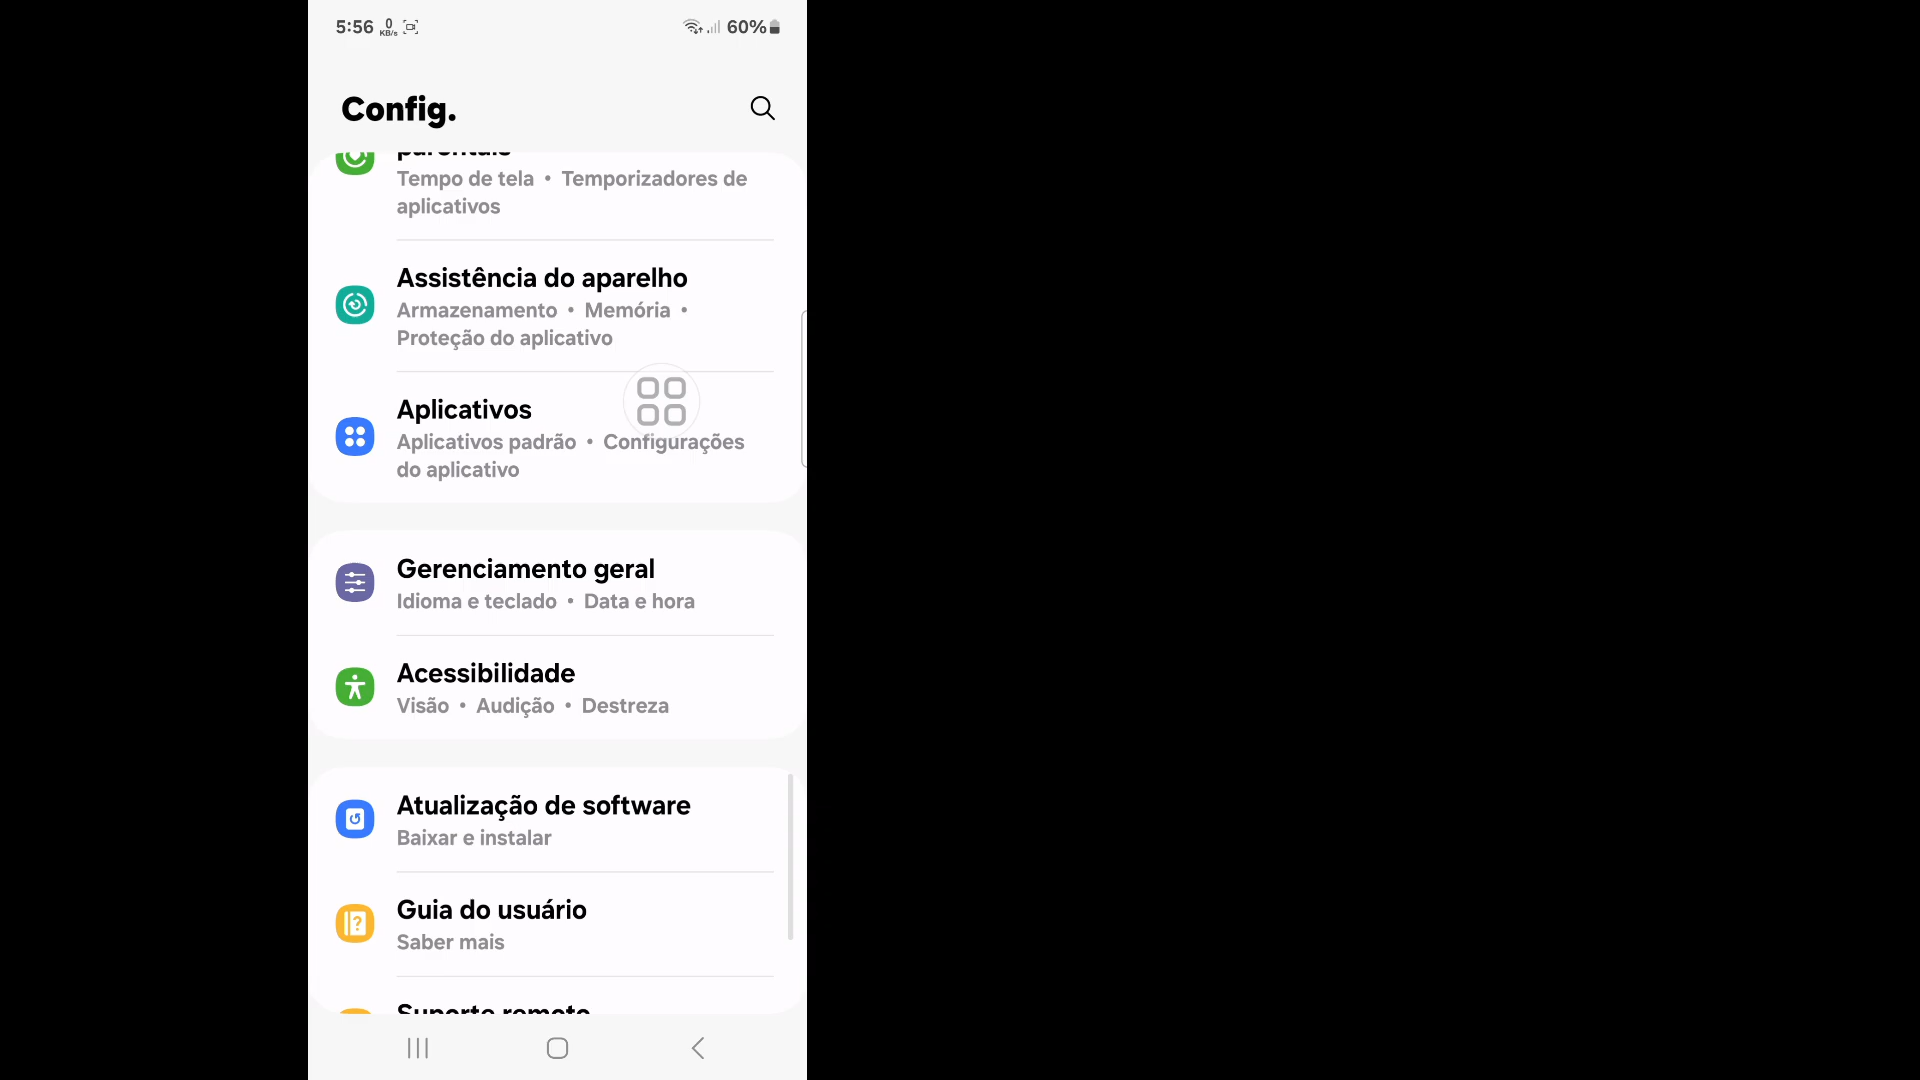 5:56 0 KB/s 60%
Config.
parentais
Tempo de tela • Temporizadores de
aplicativos
Assistência do aparelho
Armazenamento • Memória •
Proteção do aplicativo
Aplicativos
Aplicativos padrão • Configurações
do aplicativo
Gerenciamento geral
Idioma e teclado • Data e hora
Acessibilidade
Visão • Audição • Destreza
Atualização de software
Baixar e instalar
Guia do usuário
Saber mais
Suporte remoto